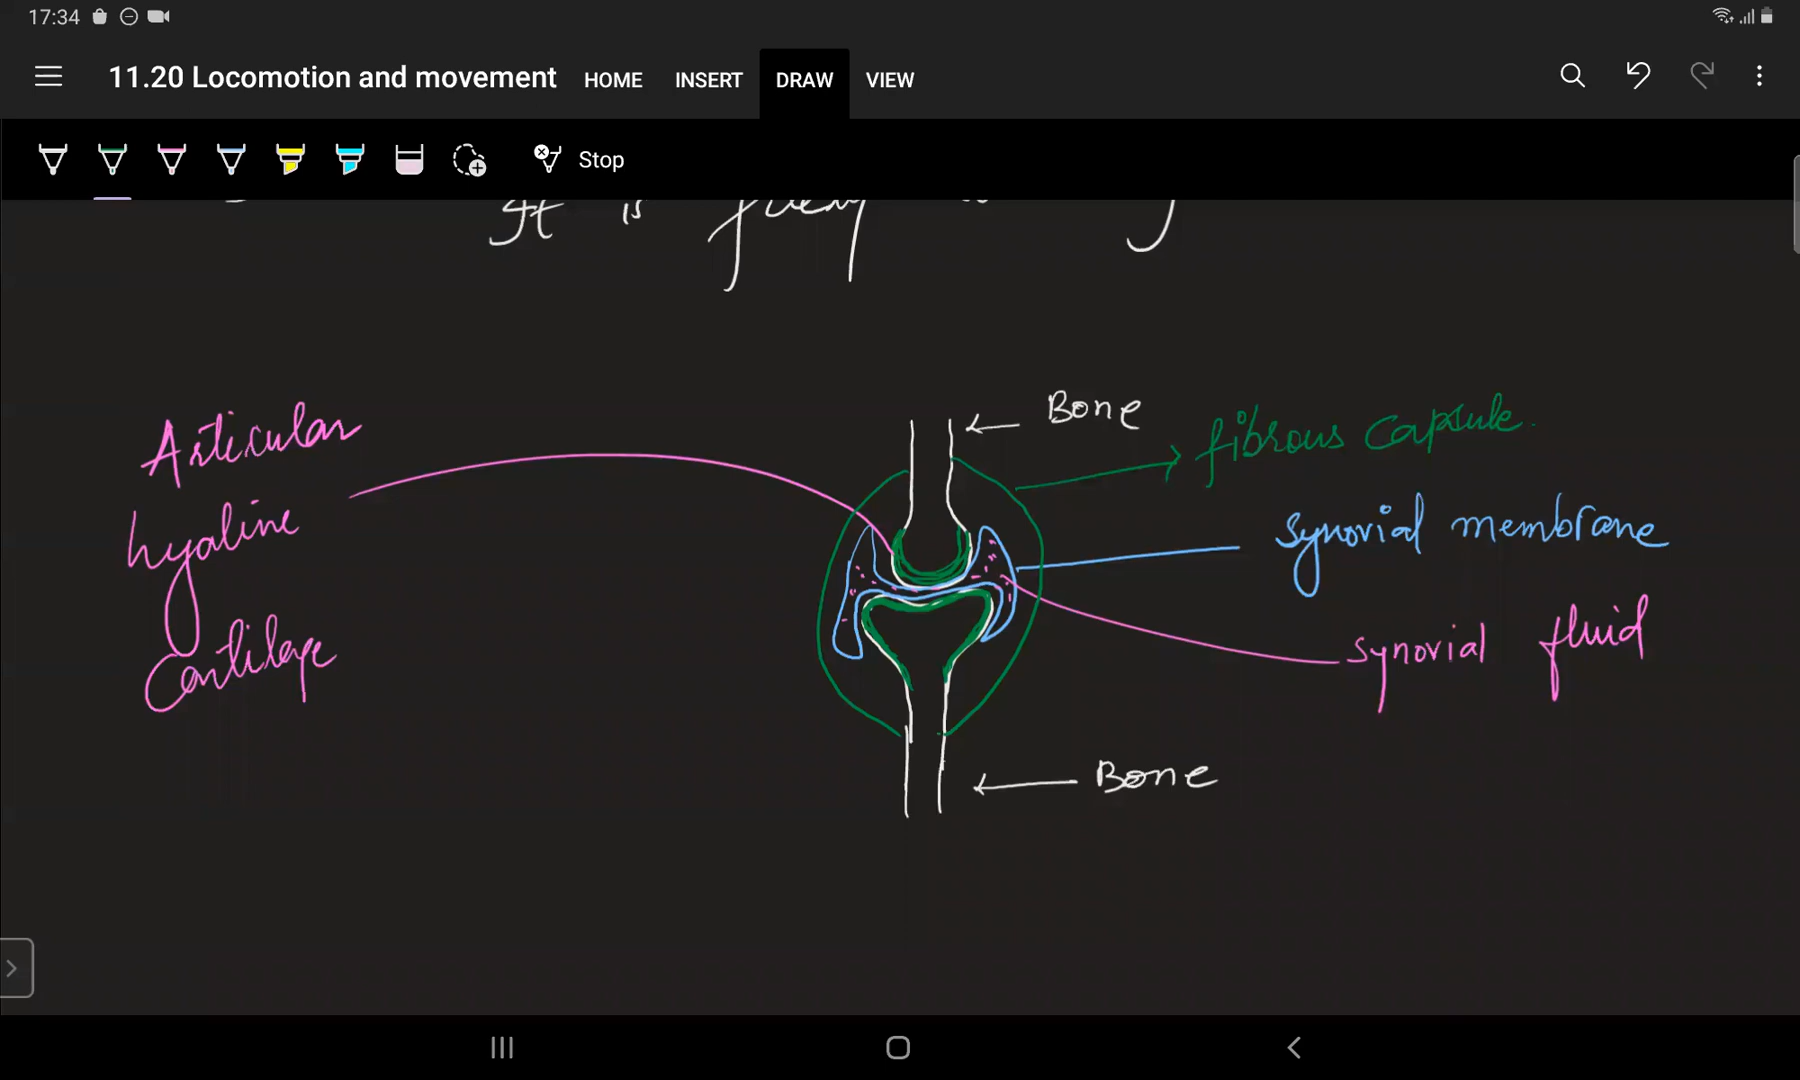 17:34
11.20 Locomotion and movement HOME INSERT DRAW VIEW
Stop
It is
Bone
fibrous capsule.
Articular
hyaline
Cartilage
synovial membrane
synovial fluid
Bone